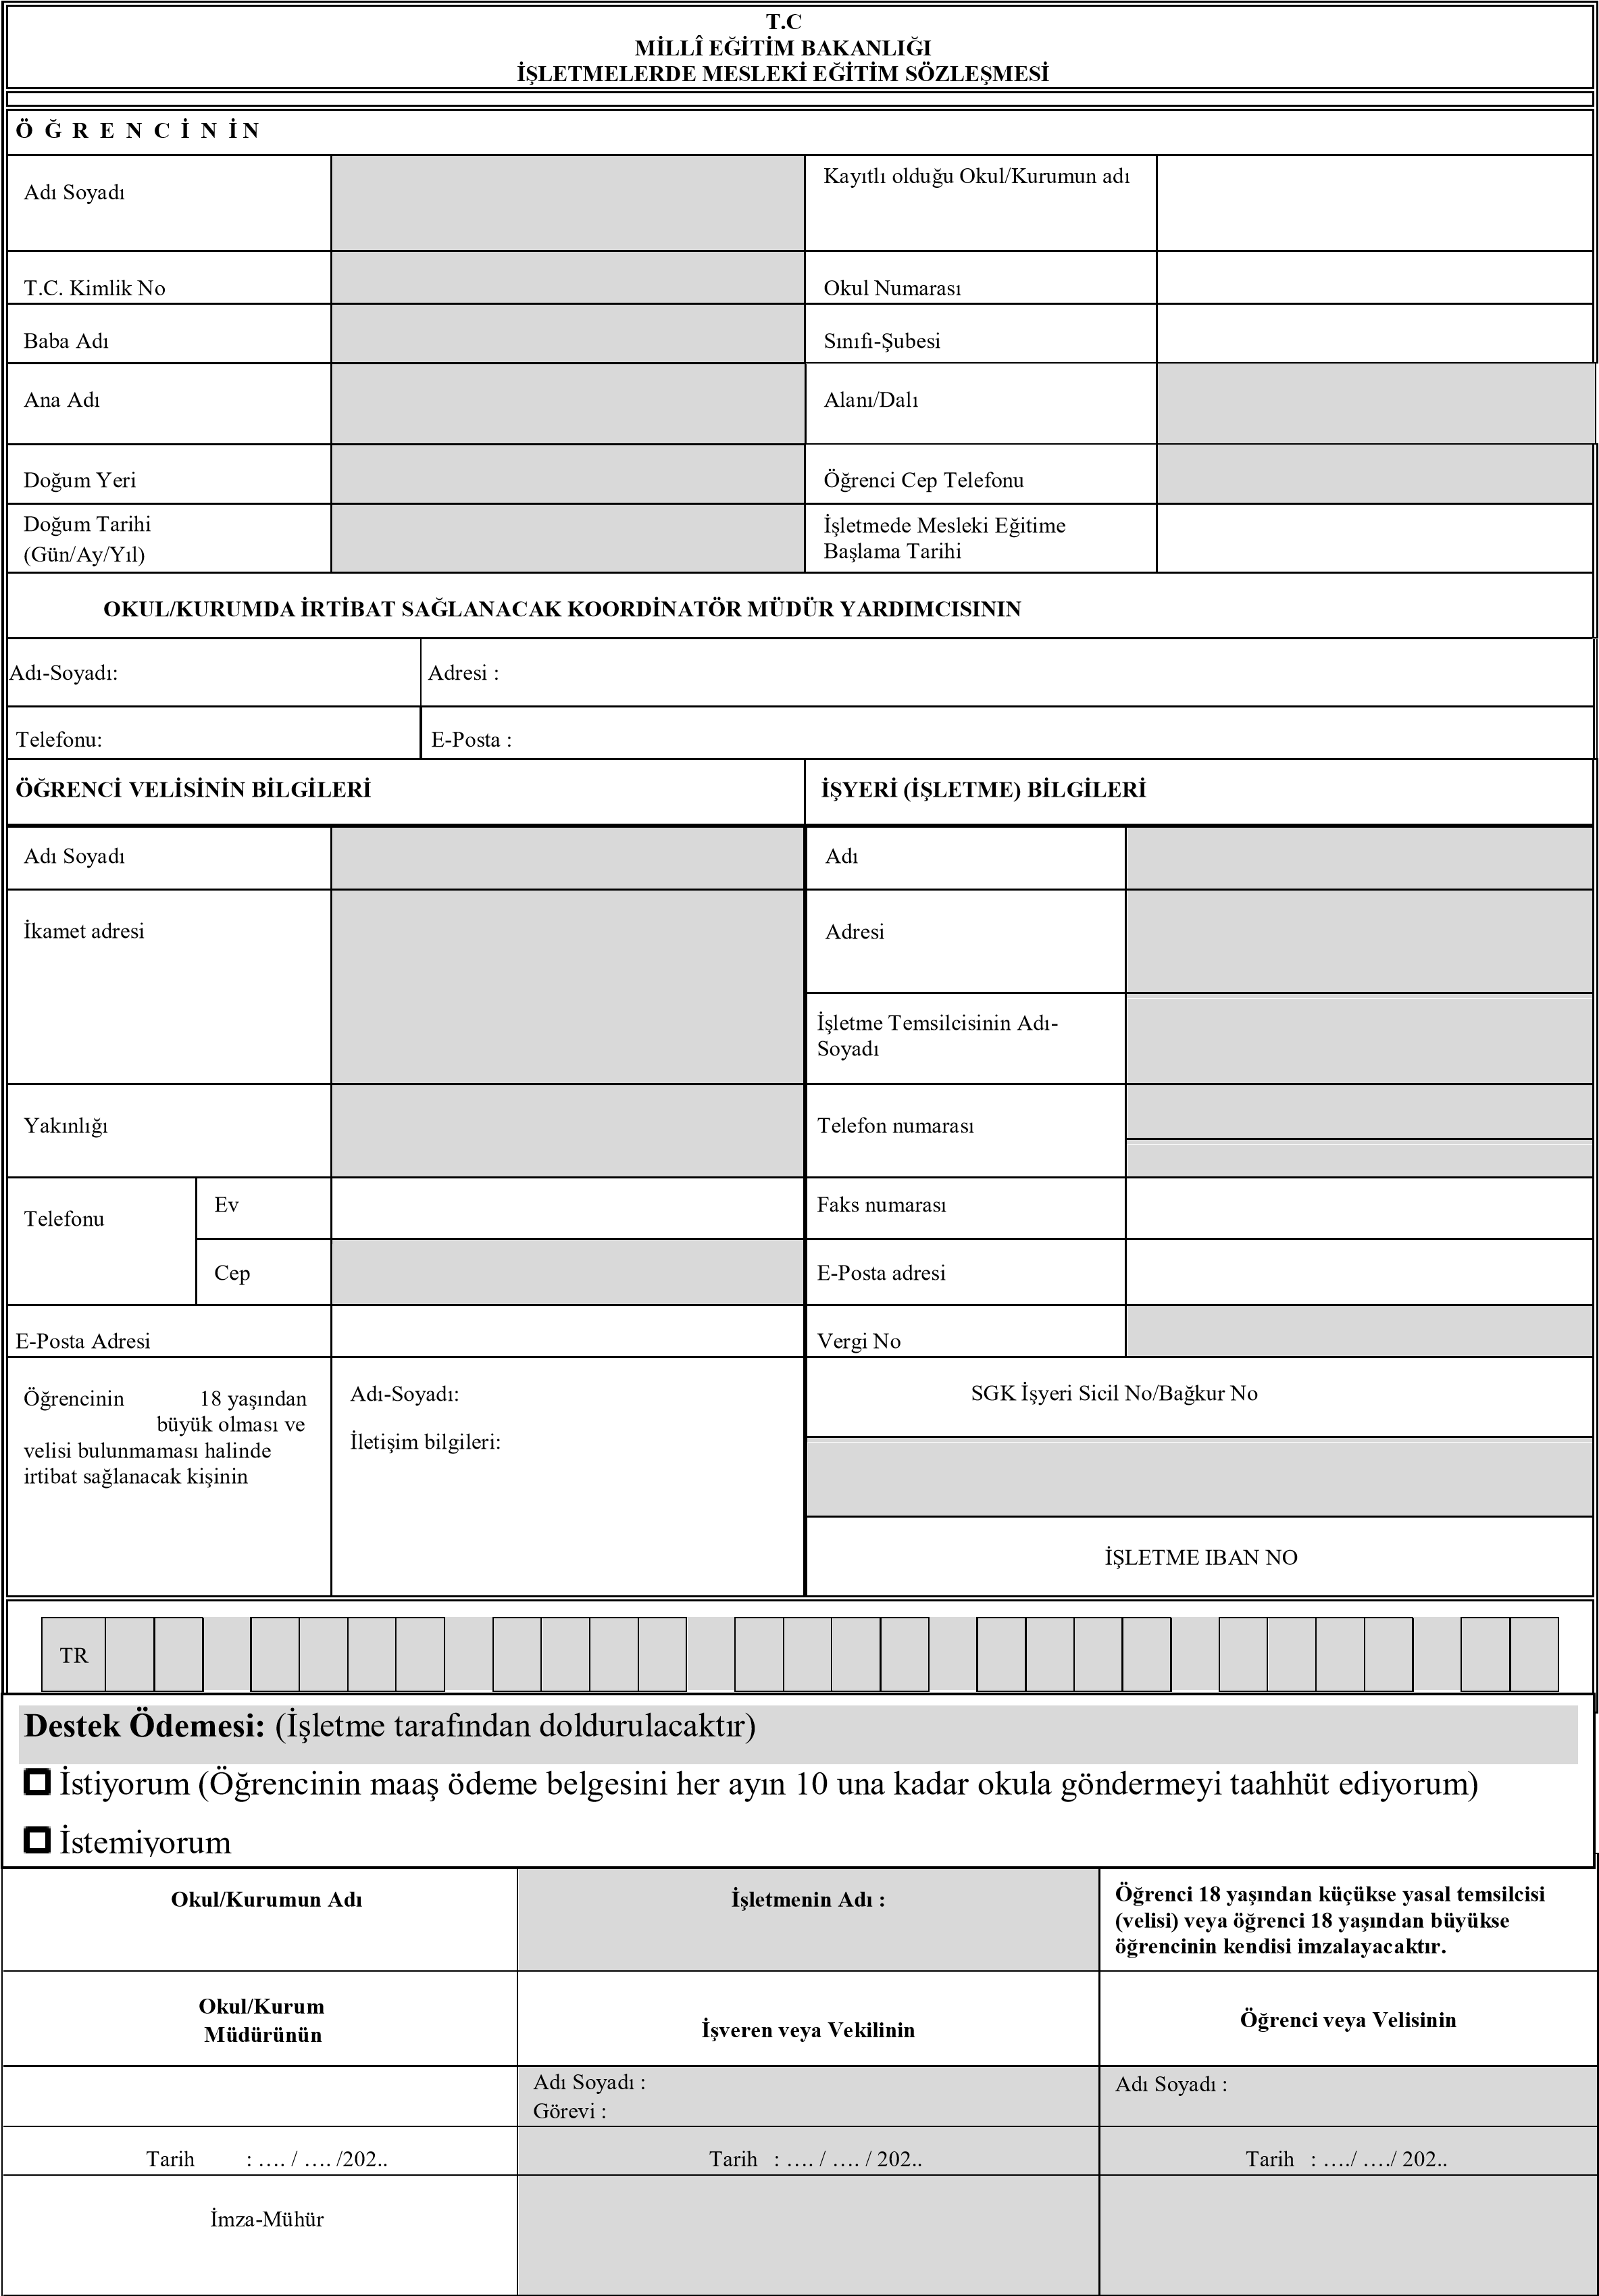 T.C
MİLLÎ EĞİTİM BAKANLIĞI
İŞLETMELERDE MESLEKİ EĞİTİM SÖZLEŞMESİ
Ö Ğ R E N C İ N İ N
Adı Soyadı
Kayıtlı olduğu Okul/Kurumun adı
T.C. Kimlik No
Okul Numarası
Baba Adı
Sınıfı-Şubesi
Ana Adı
Alanı/Dalı
Doğum Yeri
Öğrenci Cep Telefonu
Doğum Tarihi
(Gün/Ay/Yıl)
İşletmede Mesleki Eğitime
Başlama Tarihi
OKUL/KURUMDA İRTİBAT SAĞLANACAK KOORDİNATÖR MÜDÜR YARDIMCISININ
Adı-Soyadı:
Adresi :
Telefonu:
E-Posta :
ÖĞRENCİ VELİSİNİN BİLGİLERİ
İŞYERİ (İŞLETME) BİLGİLERİ
Adı Soyadı
Adı
İkamet adresi
Adresi
İşletme Temsilcisinin Adı-
Soyadı
Yakınlığı
Telefon numarası
Telefonu
Ev
Faks numarası
Cep
E-Posta adresi
E-Posta Adresi
Vergi No
Öğrencinin 18 yaşından
büyük olması ve
velisi bulunmaması halinde
irtibat sağlanacak kişinin
Adı-Soyadı:
İletişim bilgileri:
SGK İşyeri Sicil No/Bağkur No
İŞLETME IBAN NO
TR
Destek Ödemesi: (İşletme tarafından doldurulacaktır)
İstiyorum (Öğrencinin maaş ödeme belgesini her ayın 10 una kadar okula göndermeyi taahhüt ediyorum)
İstemiyorum
Okul/Kurumun Adı
İşletmenin Adı :
Öğrenci 18 yaşından küçükse yasal temsilcisi
(velisi) veya öğrenci 18 yaşından büyükse
öğrencinin kendisi imzalayacaktır.
Okul/Kurum
Müdürünün
İşveren veya Vekilinin
Öğrenci veya Velisinin
Adı Soyadı :
Görevi :
Adı Soyadı :
Tarih : …. / …. /202..
Tarih : …. / …. / 202..
Tarih : …./ …./ 202..
İmza-Mühür